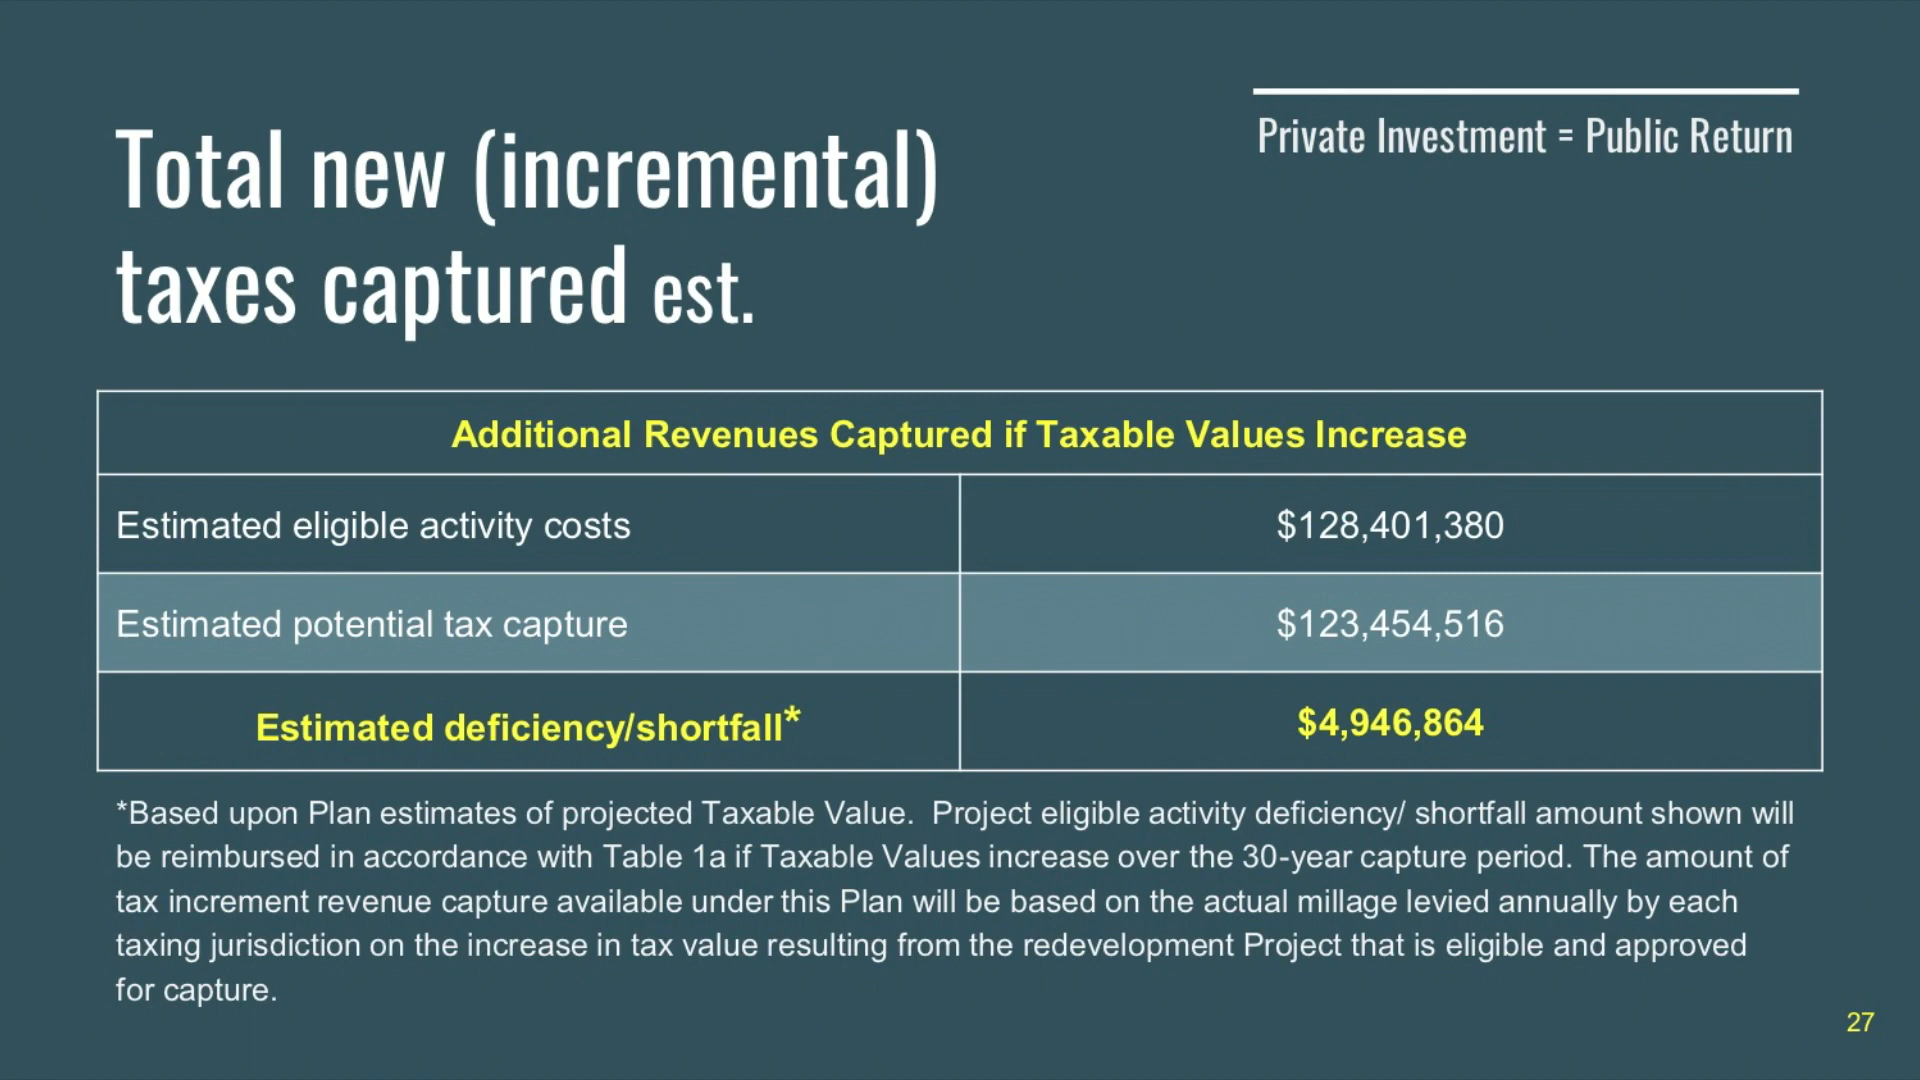 Private Investment = Public Return
Total new (incremental)
taxes captured est.
Additional Revenues Captured if Taxable Values Increase
Estimated eligible activity costs
$128,401,380
Estimated potential tax capture
$123,454,516
Estimated deficiency/shortfall*
$4,946,864
*Based upon Plan estimates of projected Taxable Value.  Project eligible activity deficiency/ shortfall amount shown will
be reimbursed in accordance with Table 1a if Taxable Values increase over the 30-year capture period. The amount of
tax increment revenue capture available under this Plan will be based on the actual millage levied annually by each
taxing jurisdiction on the increase in tax value resulting from the redevelopment Project that is eligible and approved
for capture.
27